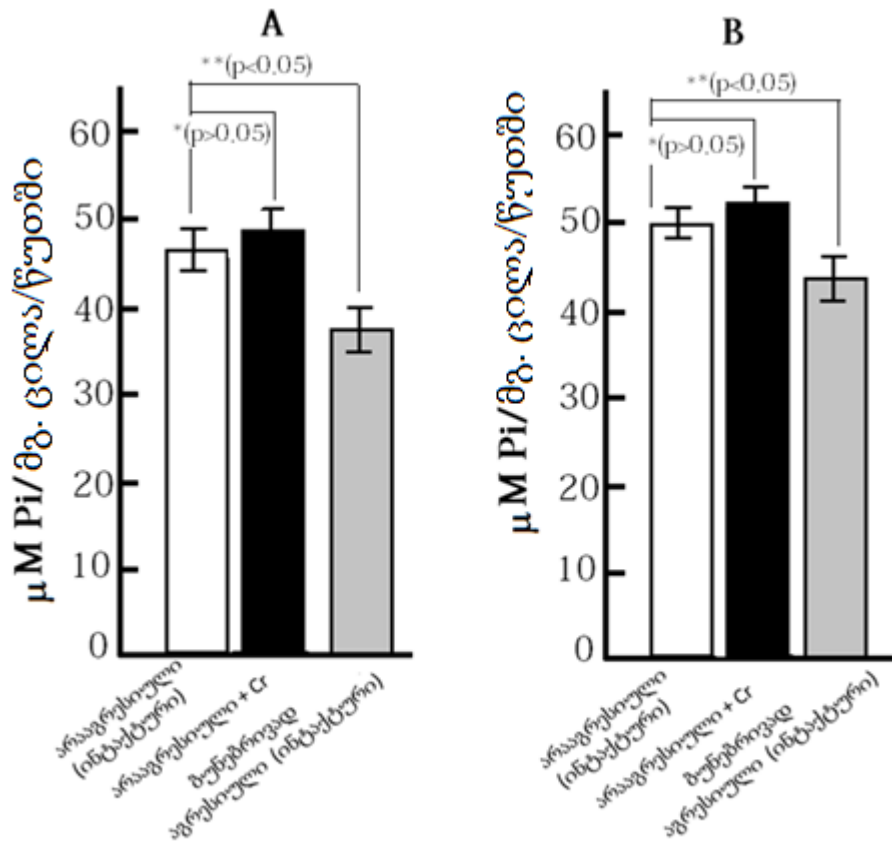 A
**(p<0.05)
*(p>0.05)
μM Pi/მგ. ცილა/წუთში
60
50
40
30
20
10
0
არააგრესიული
(ინტაქტური)
არააგრესიული + Cr
ბუნებრივად
აგრესიული (ინტაქტური)
B
**(p<0.05)
*(p>0.05)
μM Pi/მგ. ცილა/წუთში
60
50
40
30
20
10
0
არააგრესიული
(ინტაქტური)
არააგრესიული + Cr
ბუნებრივად
აგრესიული (ინტაქტური)